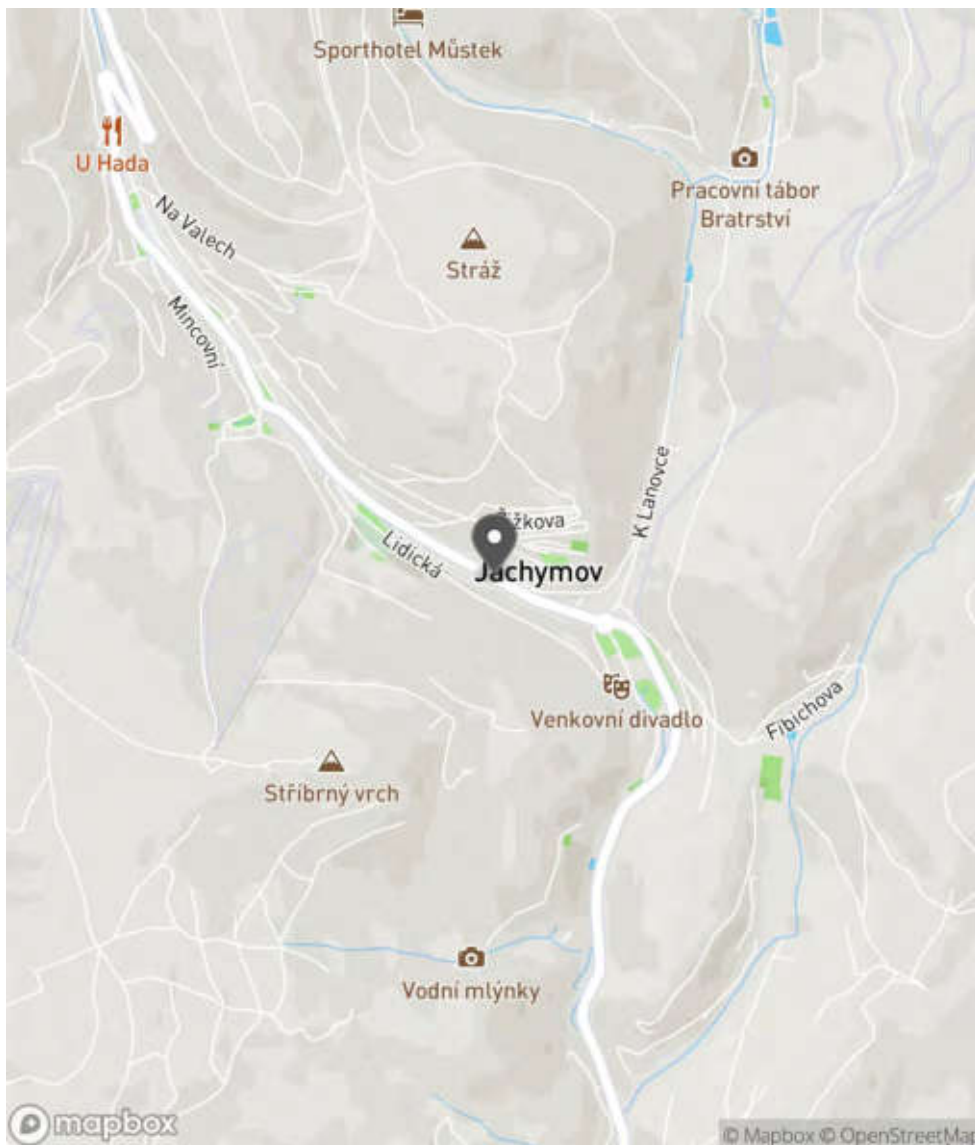 Sporthotel Můstek
U Hada
Pracovní tábor
Bratrství
Na Valech
Stráž
Mincovní
K Lanovce
Lidická
Jáchymov
Venkovní divadlo
Fibichova
Stříbrný vrch
Vodní mlýnky
mapbox
© Mapbox © OpenStreetMap